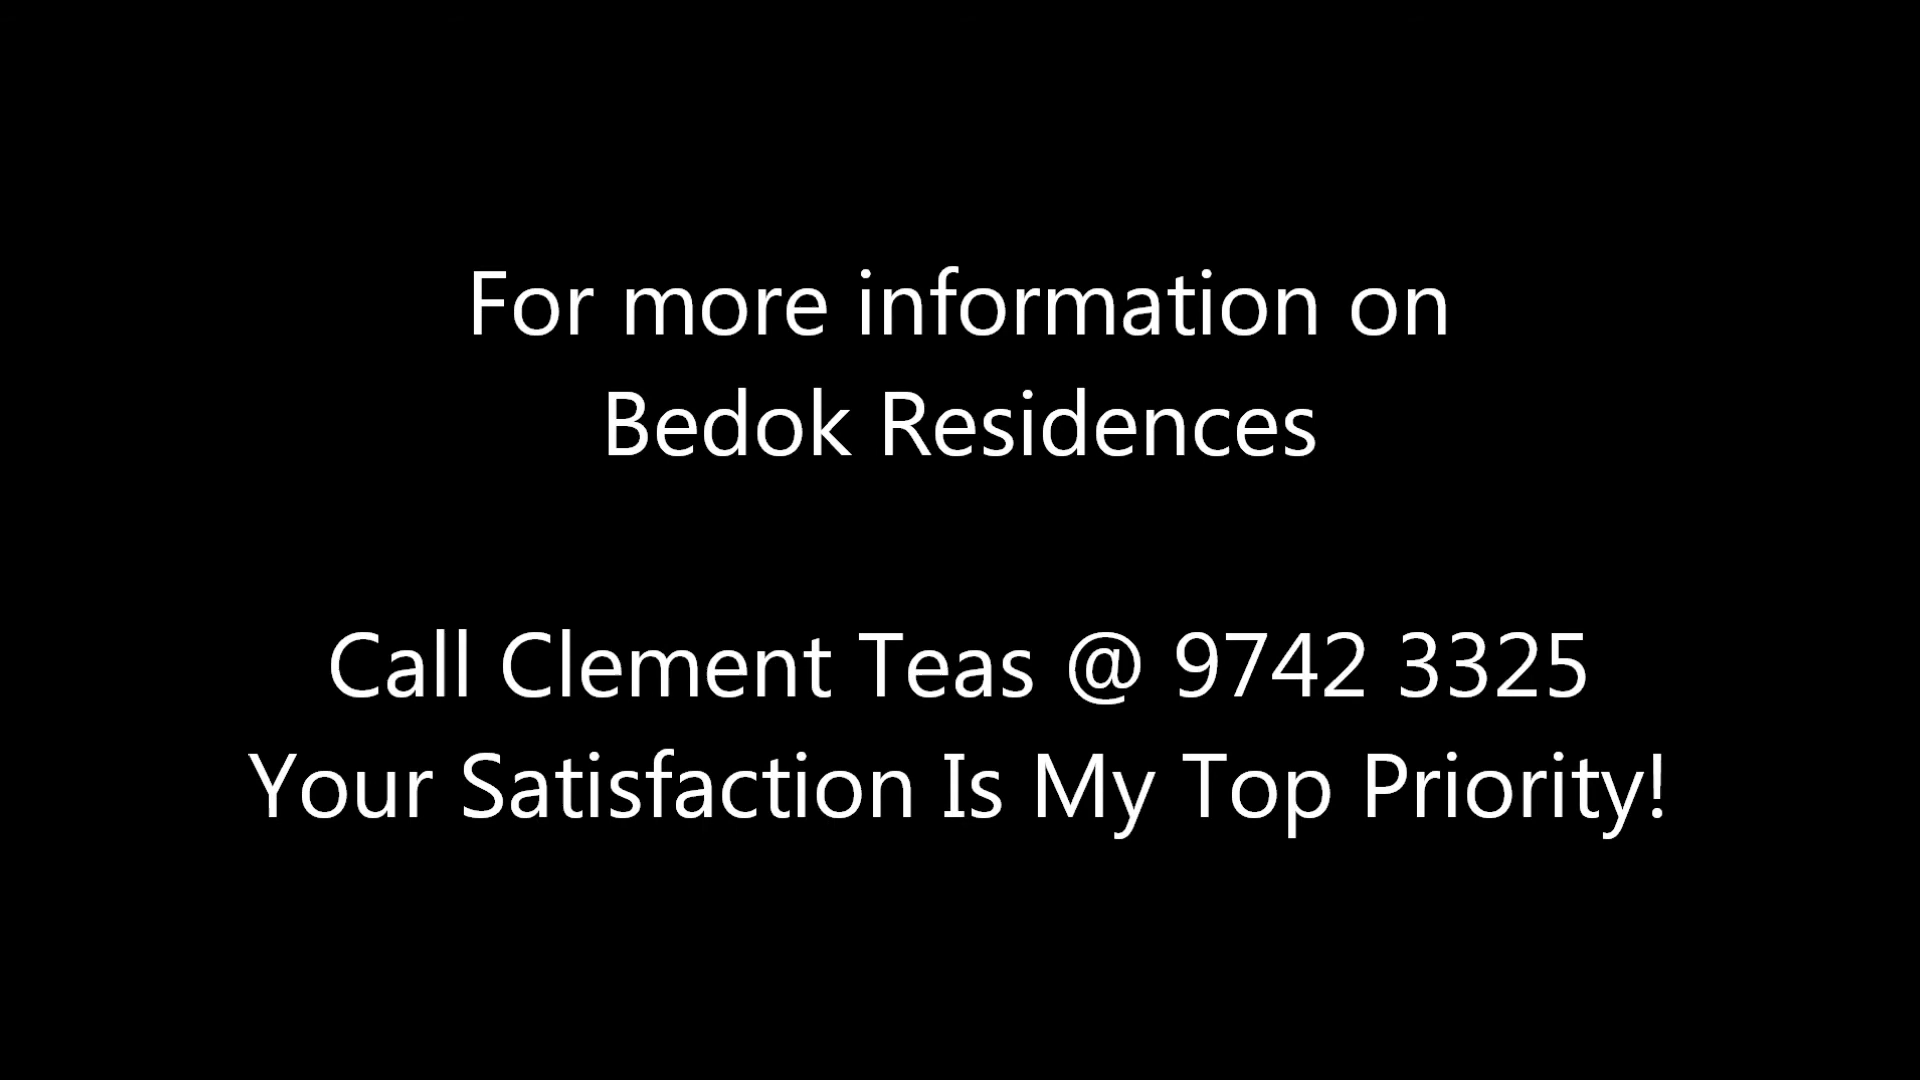 For more information on
Bedok Residences
Call Clement Teas @ 9742 3325
Your Satisfaction Is My Top Priority!